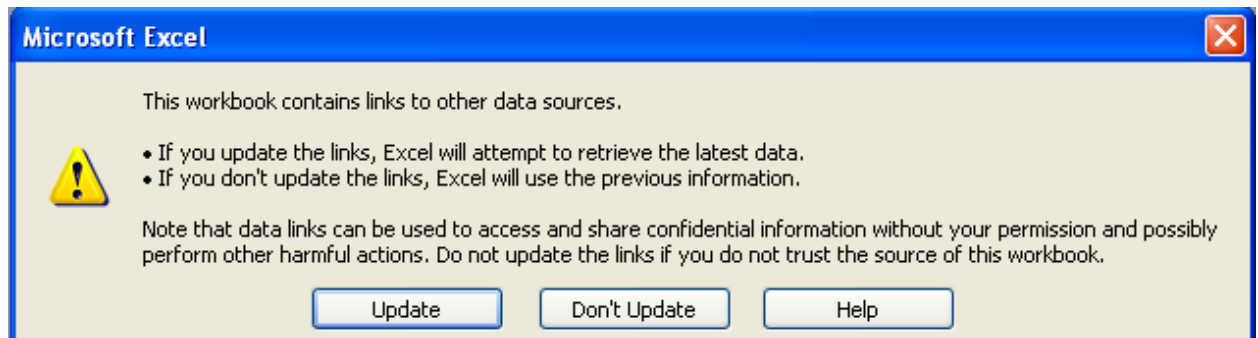 Microsoft Excel
This workbook contains links to other data sources.
• If you update the links, Excel will attempt to retrieve the latest data.
• If you don't update the links, Excel will use the previous information.
Note that data links can be used to access and share confidential information without your permission and possibly
perform other harmful actions. Do not update the links if you do not trust the source of this workbook.
Update Don't Update Help